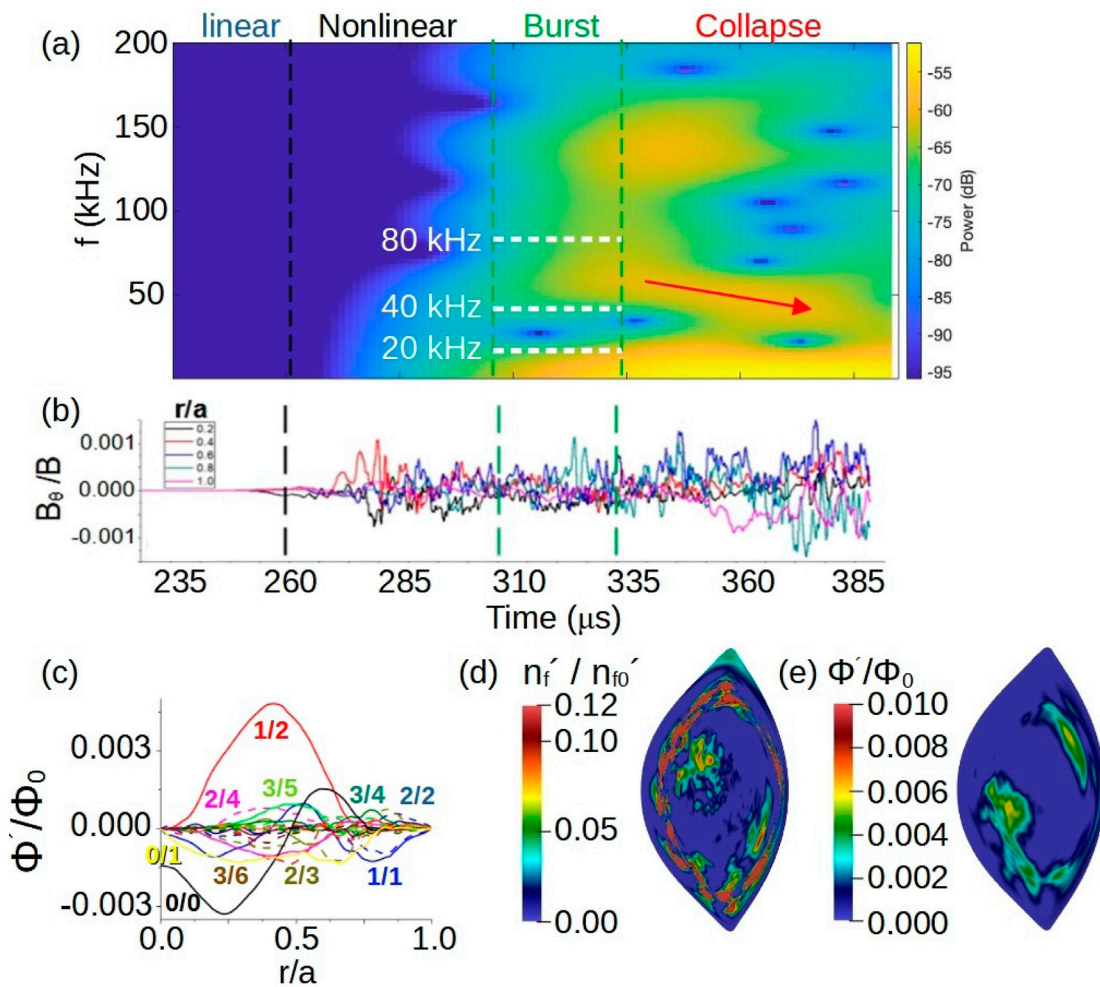 linear Nonlinear Burst Collapse
(a)
200
150
100
50
f (kHz)
80 kHz
40 kHz
20 kHz
-55
-60
-65
-70
-75
-80
-85
-90
-95
Power (dB)
(b)
r/a
0.2
0.4
0.6
0.8
1.0
0.001
0.000
-0.001
Bθ/B
235 260 285 310 335 360 385
Time (μs)
(c)
0.003
0.000
-0.003
Φ´/Φ0
1/2
2/4 3/5 3/4 2/2
0/1
3/6 2/3 1/1
0/0
0.0 0.5 1.0
r/a
(d) nf´ / nf0´
0.12
0.10
0.05
0.00
(e) Φ´/Φ0
0.010
0.008
0.006
0.004
0.002
0.000